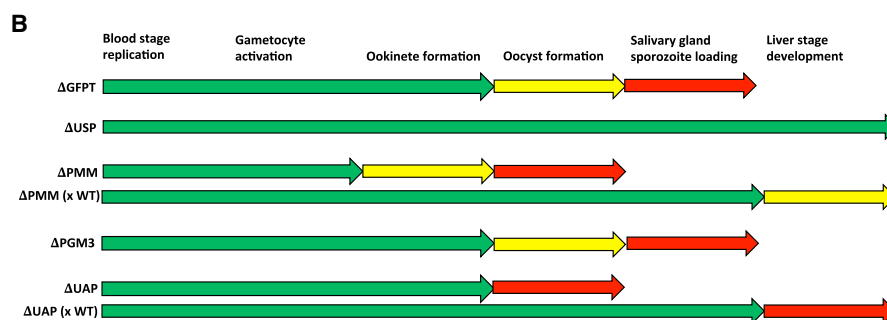 B
Blood stage
replication
Gametocyte
activation
Ookinete formation
Oocyst formation
Salivary gland
sporozoite loading
Liver stage
development
ΔGFPT
ΔUSP
ΔPMM
ΔPMM (x WT)
ΔPGM3
ΔUAP
ΔUAP (x WT)